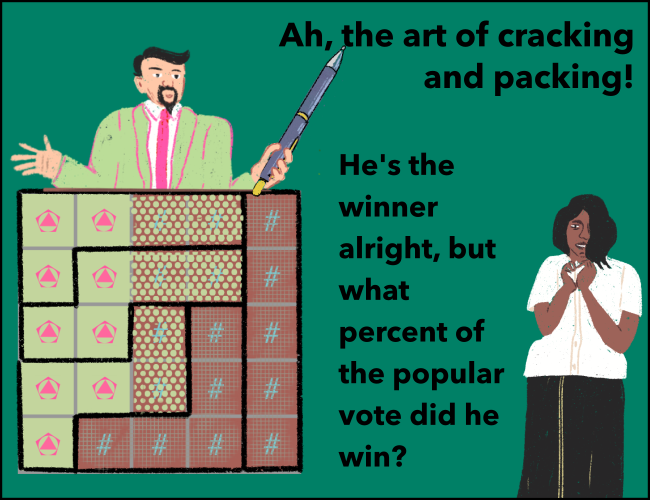 Ah, the art of cracking
and packing!
He's the
winner
alright, but
what
percent of
the popular
vote did he
win?
# # #
# # #
# # #
# # #
# # # #